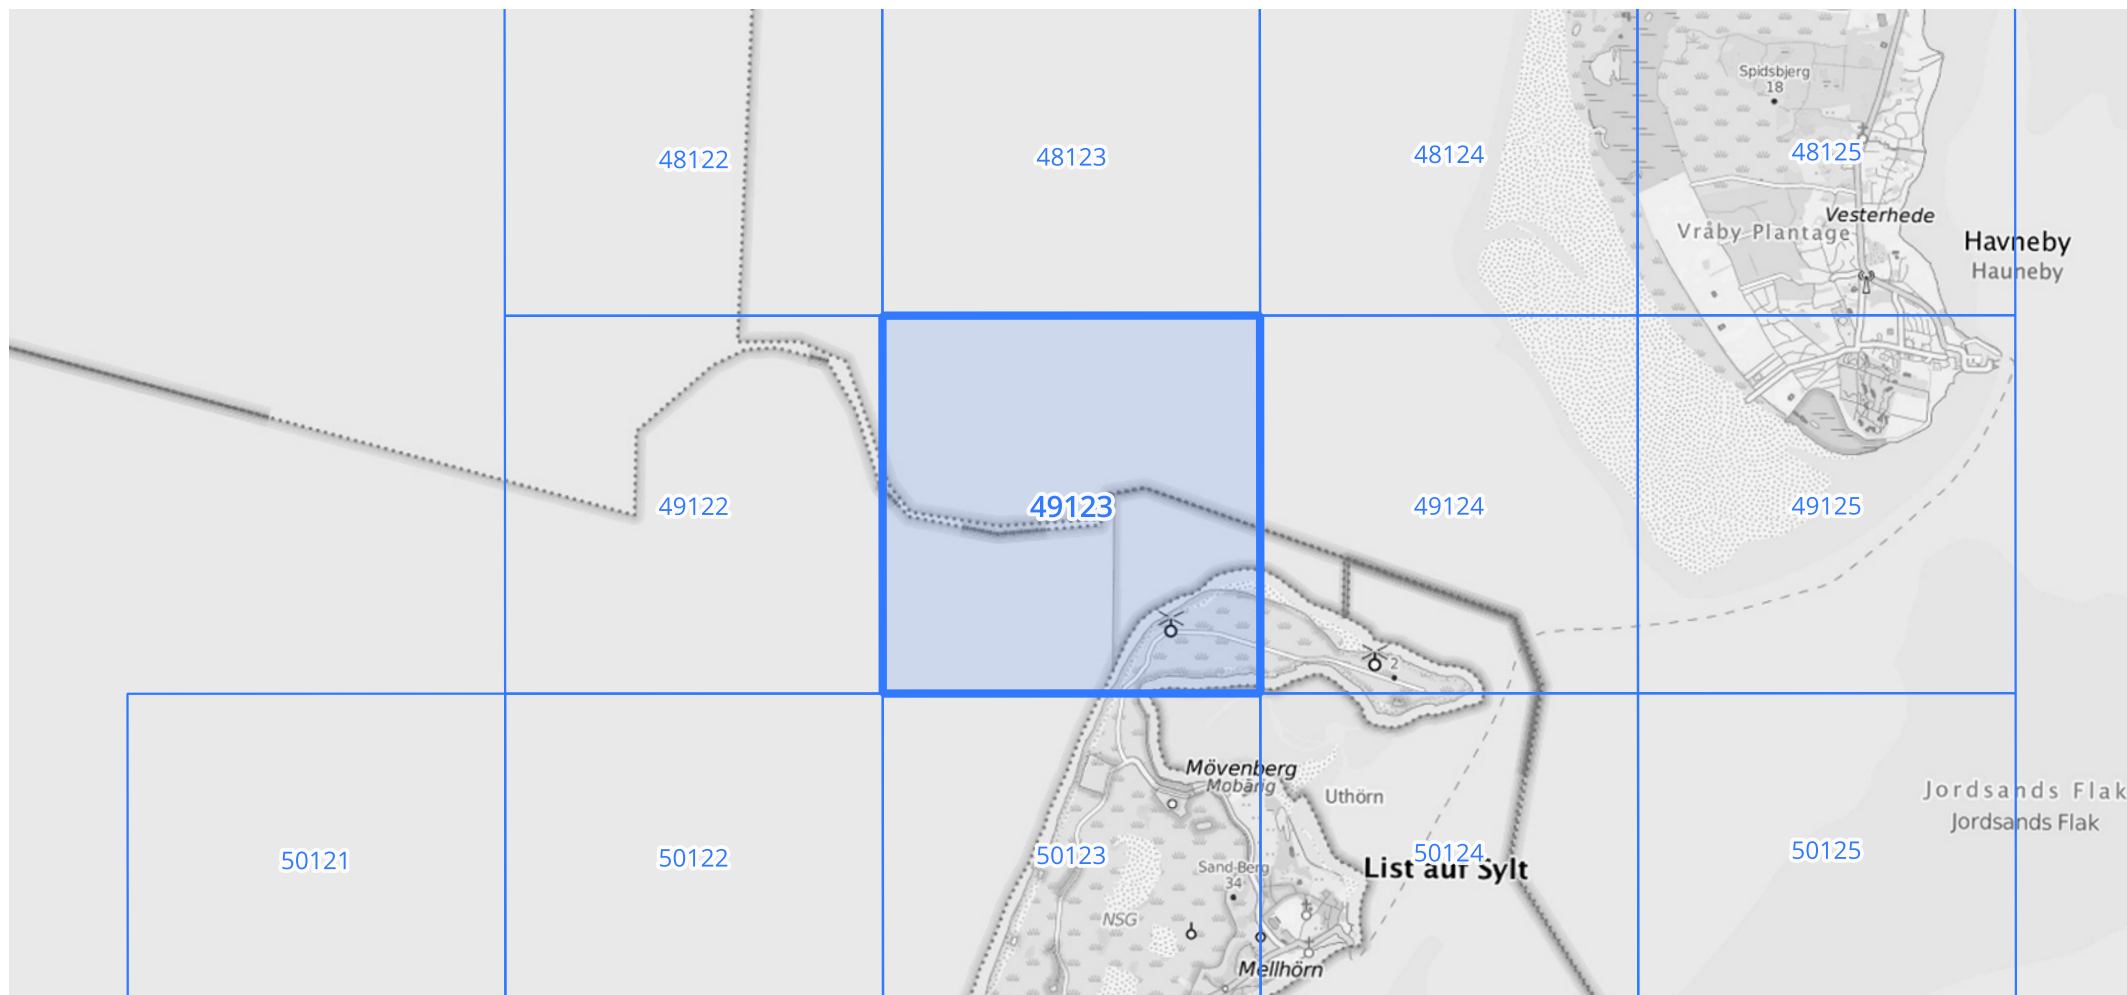 Spidsbjerg
18
48122
48123
48124
48125
Vesterhede
Vråby Plantage
Havneby
Hauneby
49122
49123
49124
49125
2
Mövenberg
Mobärig
Uthörn
Jordsands Flak
Jordsands Flak
50121
50122
50123
50124
50125
Sand-Berg
34
List auf Sylt
NSG
Mellhörn